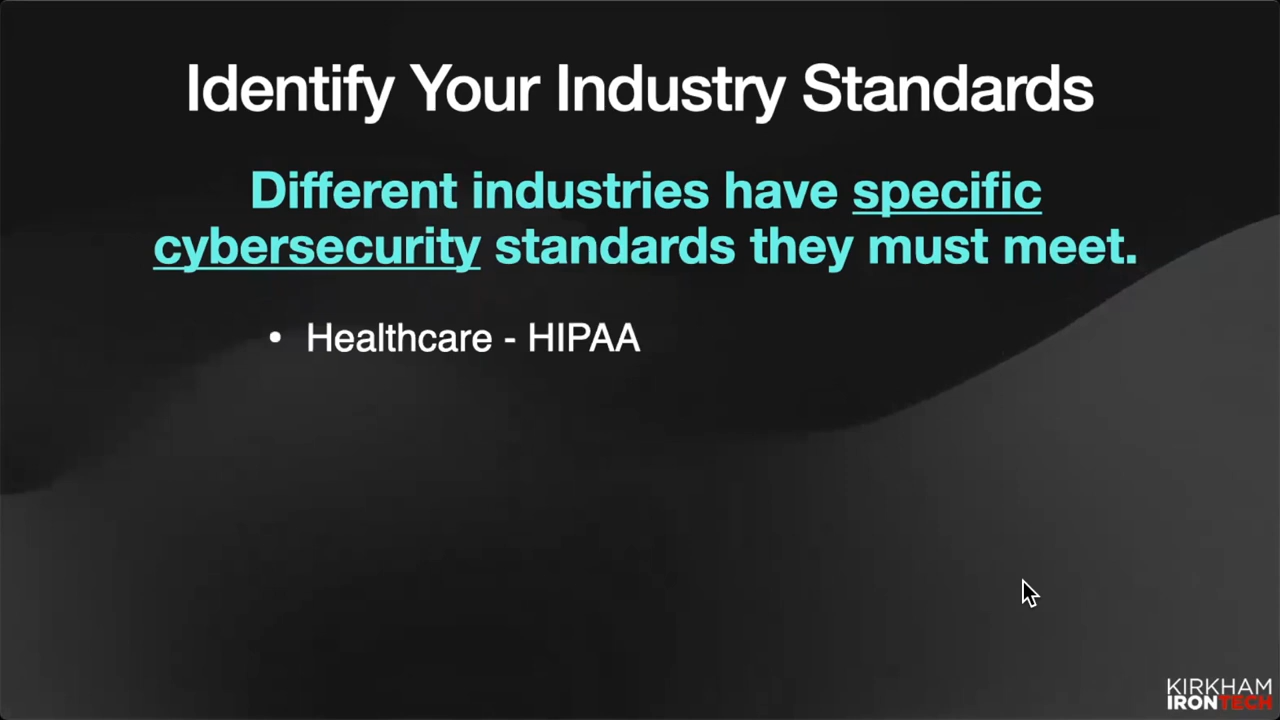 Identify Your Industry Standards
Different industries have specific
cybersecurity standards they must meet.
• Healthcare - HIPAA
KIRKHAM
IRONTECH